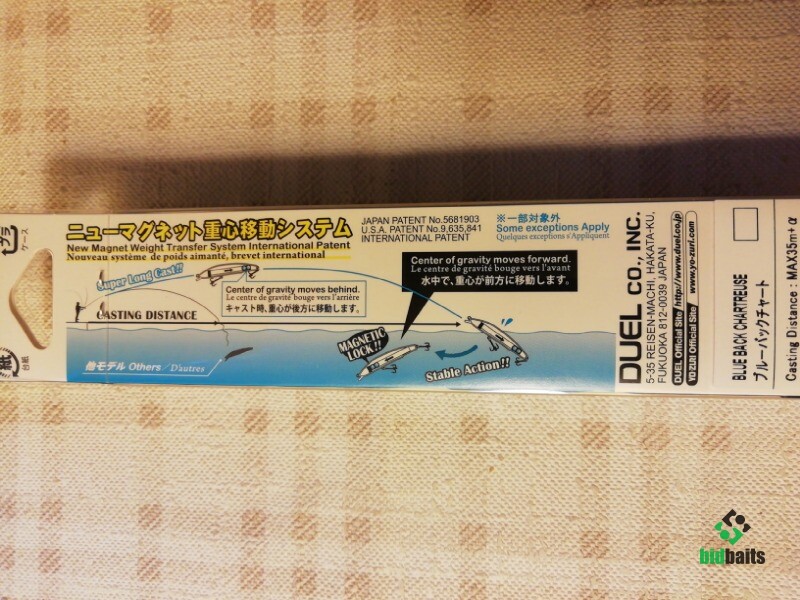 プラ
ケース
紙
台紙
ニューマグネット重心移動システム
New Magnet Weight Transfer System International Patent
Nouveau système de poids aimanté, brevet international
JAPAN PATENT No.5681903
U.S.A. PATENT No.9,635,841
INTERNATIONAL PATENT
※一部対象外
Some exceptions Apply
Quelques exceptions s'Appliquent
Super Long Cast!!
Center of gravity moves behind.
Le centre de gravité bouge vers l'arrière
キャスト時、重心が後方に移動します。
Center of gravity moves forward.
Le centre de gravité bouge vers l'avant
水中で、重心が前方に移動します。
CASTING DISTANCE
MAGNETIC
LOCK!!
Stable Action!!
他モデル Others / D'autres
DUEL CO., INC.
5-35 REISEN-MACHI, HAKATA-KU,
FUKUOKA 812-0039 JAPAN
DUEL Official Site http://www.duel.co.jp
YO-ZURI Official Site www.yo-zuri.com
BLUE BACK CHARTREUSE
ブルーバックチャート
Casting Distance : MAX35m+α
bidbaits